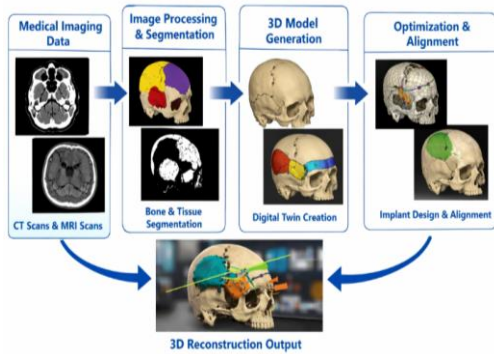 Medical Imaging
Data
Image Processing
& Segmentation
3D Model
Generation
Optimization &
Alignment
CT Scans & MRI Scans
Bone & Tissue
Segmentation
Digital Twin Creation
Implant Design & Alignment
3D Reconstruction Output